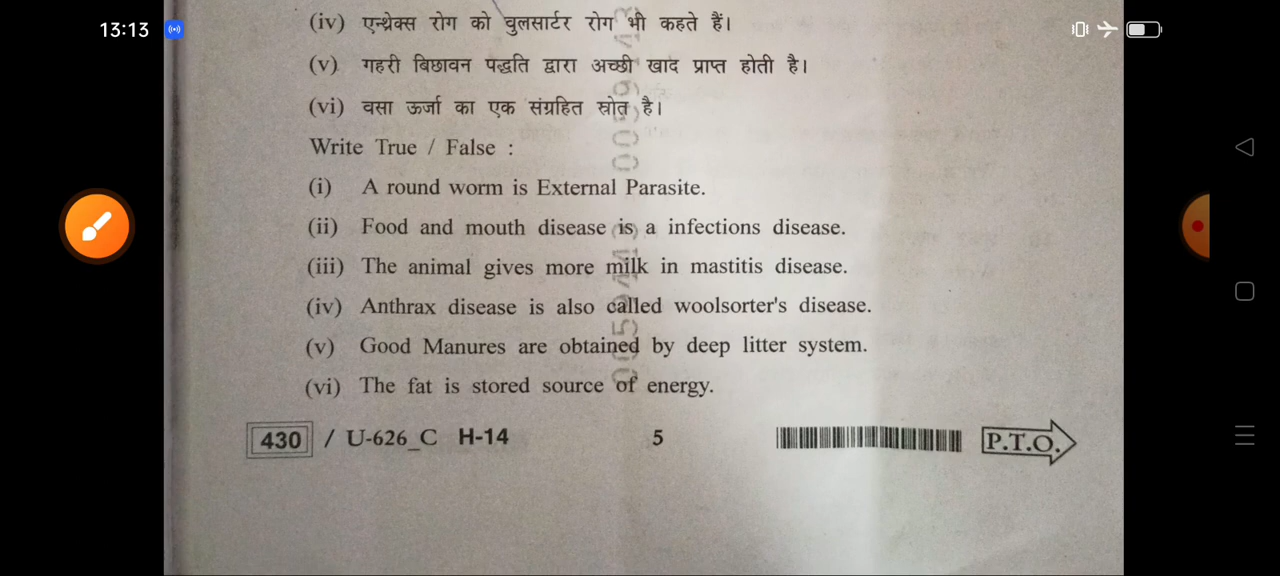 13:13
(iv) एन्थ्रेक्स रोग को वुलसार्टर रोग भी कहते हैं।
(v) गहरी बिछावन पद्धति द्वारा अच्छी खाद प्राप्त होती है।
(vi) वसा ऊर्जा का एक संग्रहित स्रोत है।
Write True / False :
(i) A round worm is External Parasite.
(ii) Food and mouth disease is a infections disease.
(iii) The animal gives more milk in mastitis disease.
(iv) Anthrax disease is also called woolsorter's disease.
(v) Good Manures are obtained by deep litter system.
(vi) The fat is stored source of energy.
430 / U-626_C H-14 5 P.T.O.